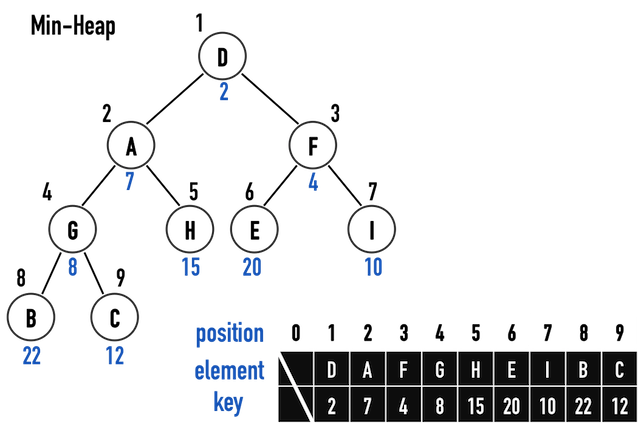 Min-Heap
1
D
2
2
3
A
F
7
4
4
5
6
7
G
H
E
I
8
15
20
10
8
9
B
C
22
12
position 0 1 2 3 4 5 6 7 8 9
element D A F G H E I B C
key 2 7 4 8 15 20 10 22 12